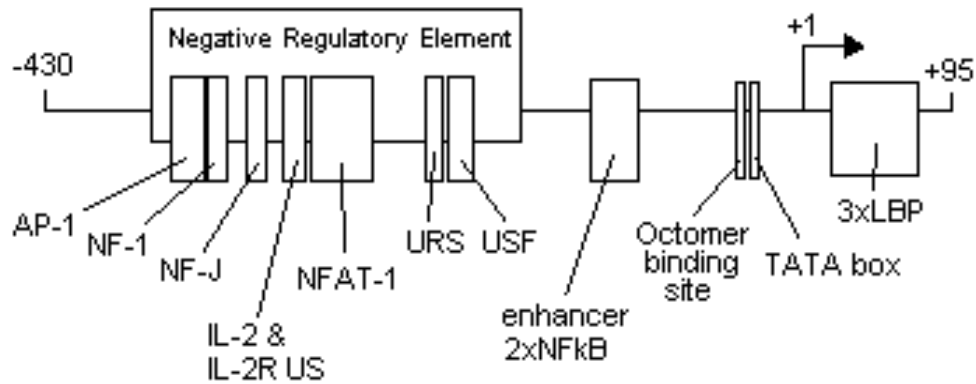 Negative Regulatory Element
+1
-430
+95
AP-1
NF-1
NF-J
IL-2 &
IL-2R US
NFAT-1
URS
USF
enhancer
2xNFkB
Octomer
binding
site
TATA box
3xLBP